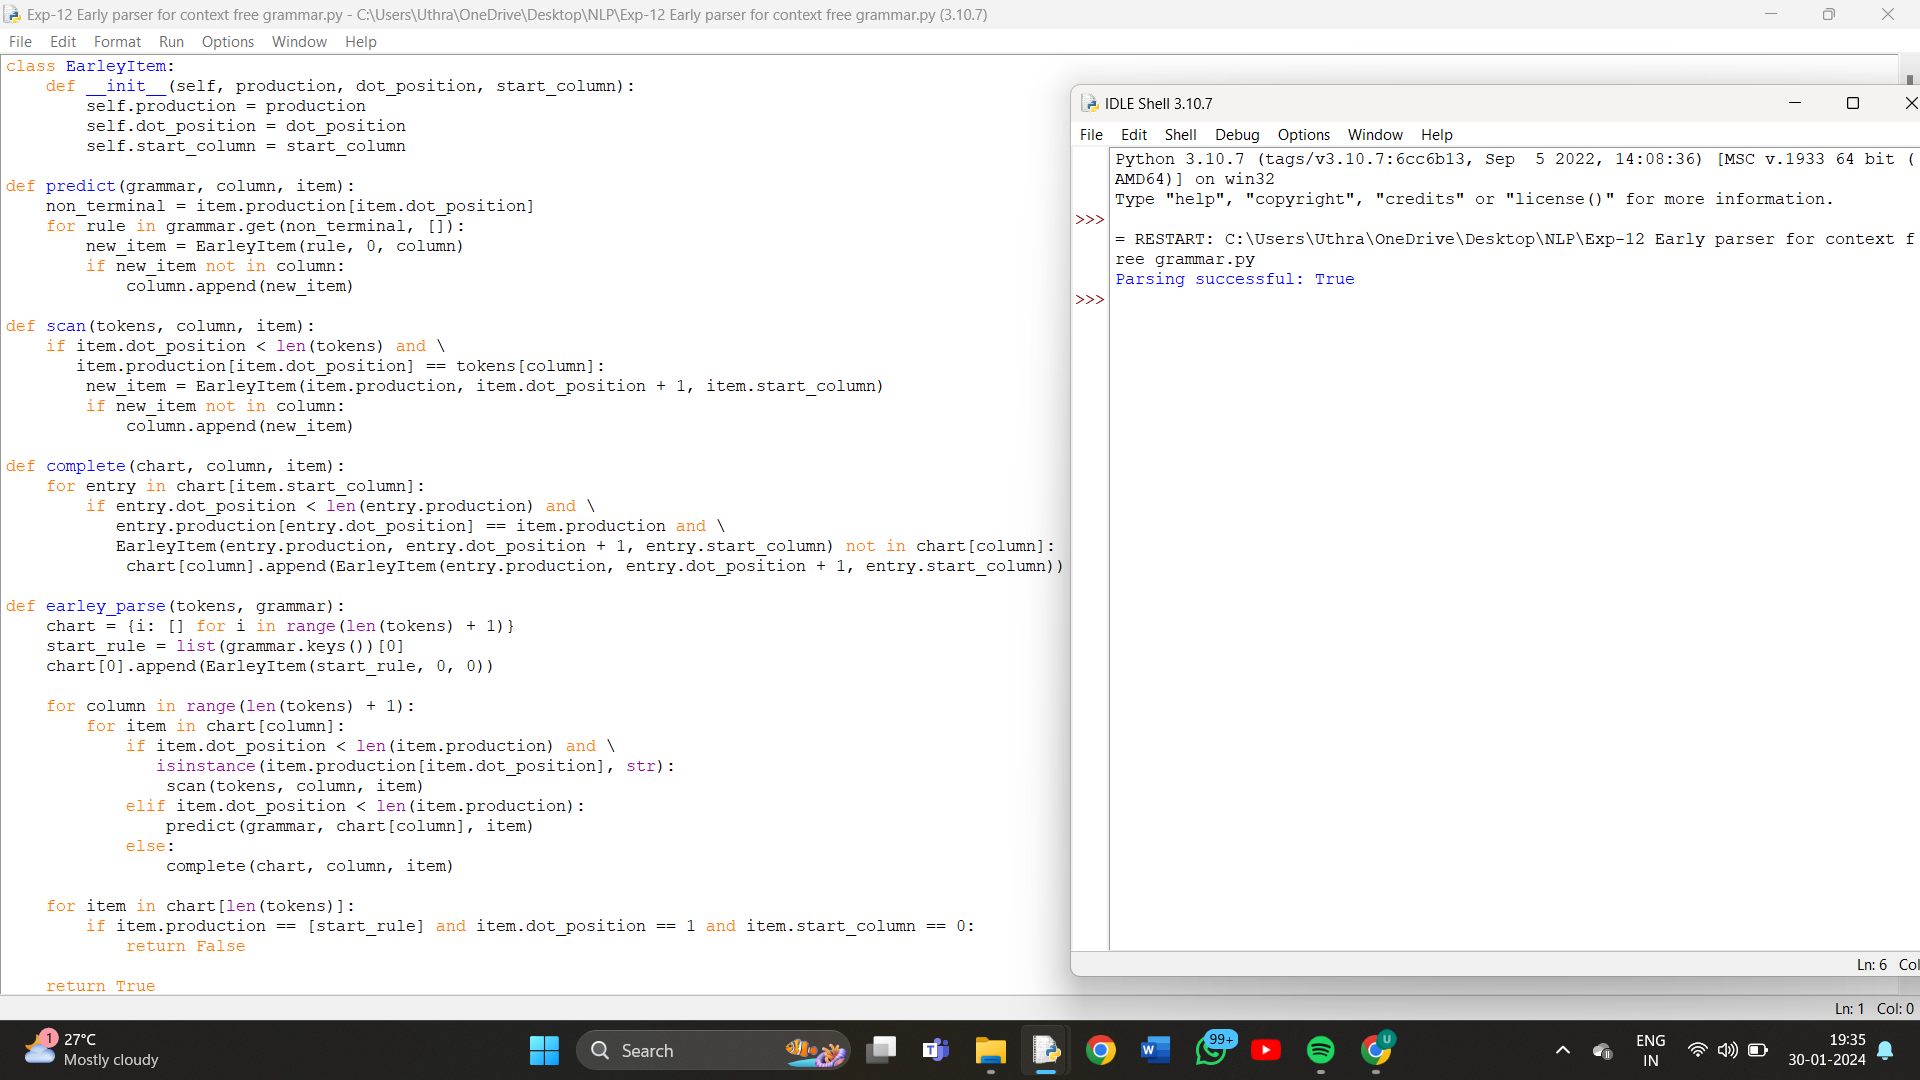 Exp-12 Early parser for context free grammar.py - C:\Users\Uthra\OneDrive\Desktop\NLP\Exp-12 Early parser for context free grammar.py (3.10.7)
File Edit Format Run Options Window Help
class EarleyItem:
    def __init__(self, production, dot_position, start_column):
        self.production = production
        self.dot_position = dot_position
        self.start_column = start_column

def predict(grammar, column, item):
    non_terminal = item.production[item.dot_position]
    for rule in grammar.get(non_terminal, []):
        new_item = EarleyItem(rule, 0, column)
        if new_item not in column:
            column.append(new_item)

def scan(tokens, column, item):
    if item.dot_position < len(tokens) and \
       item.production[item.dot_position] == tokens[column]:
        new_item = EarleyItem(item.production, item.dot_position + 1, item.start_column)
        if new_item not in column:
            column.append(new_item)

def complete(chart, column, item):
    for entry in chart[item.start_column]:
        if entry.dot_position < len(entry.production) and \
           entry.production[entry.dot_position] == item.production and \
           EarleyItem(entry.production, entry.dot_position + 1, entry.start_column) not in chart[column]:
            chart[column].append(EarleyItem(entry.production, entry.dot_position + 1, entry.start_column))

def earley_parse(tokens, grammar):
    chart = {i: [] for i in range(len(tokens) + 1)}
    start_rule = list(grammar.keys())[0]
    chart[0].append(EarleyItem(start_rule, 0, 0))

    for column in range(len(tokens) + 1):
        for item in chart[column]:
            if item.dot_position < len(item.production) and \
               isinstance(item.production[item.dot_position], str):
                scan(tokens, column, item)
            elif item.dot_position < len(item.production):
                predict(grammar, chart[column], item)
            else:
                complete(chart, column, item)

    for item in chart[len(tokens)]:
        if item.production == [start_rule] and item.dot_position == 1 and item.start_column == 0:
            return False

    return True
Ln: 1 Col: 0
IDLE Shell 3.10.7
File Edit Shell Debug Options Window Help
Python 3.10.7 (tags/v3.10.7:6cc6b13, Sep  5 2022, 14:08:36) [MSC v.1933 64 bit (
AMD64)] on win32
Type "help", "copyright", "credits" or "license()" for more information.
>>>
= RESTART: C:\Users\Uthra\OneDrive\Desktop\NLP\Exp-12 Early parser for context f
ree grammar.py
Parsing successful: True
>>>
Ln: 6 Col
1
27°C
Mostly cloudy
Search
T
W
99+
U
ENG
IN
19:35
30-01-2024